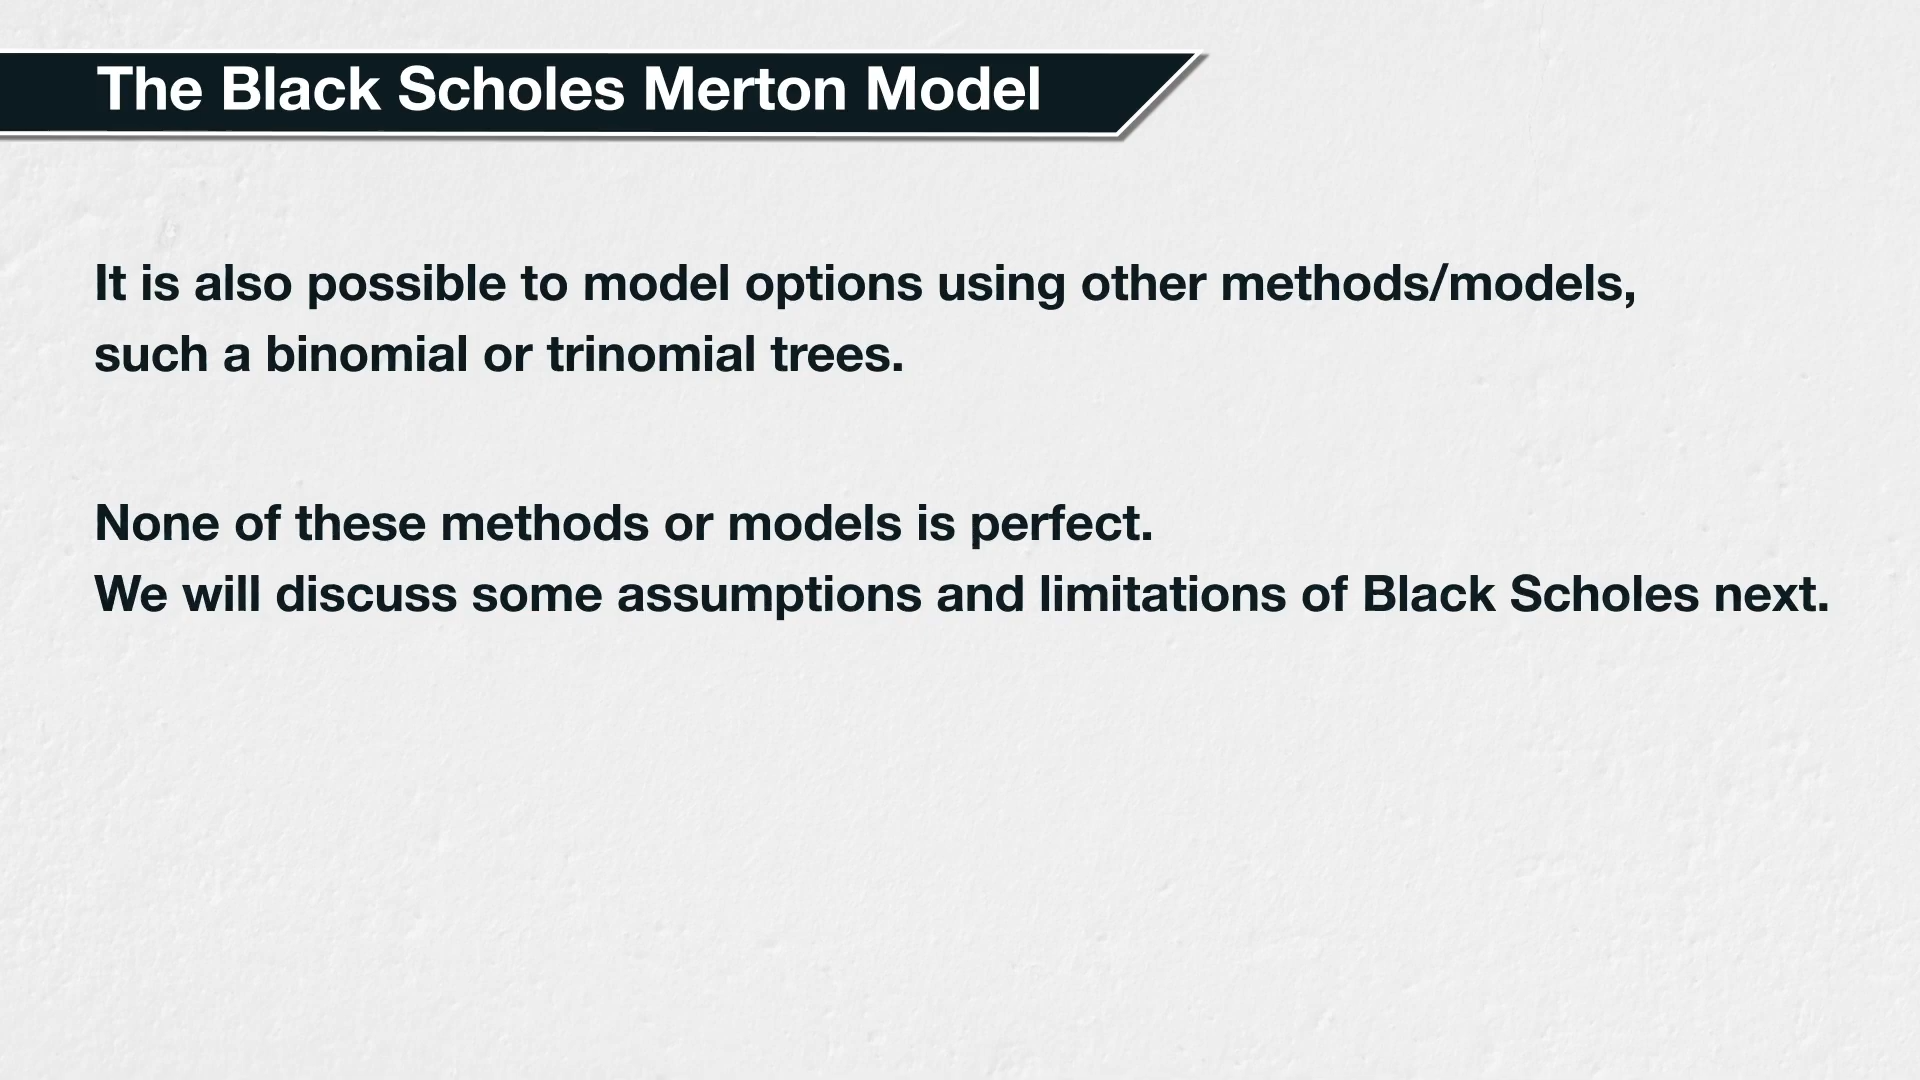 The Black Scholes Merton Model
It is also possible to model options using other methods/models,
such a binomial or trinomial trees.
None of these methods or models is perfect.
We will discuss some assumptions and limitations of Black Scholes next.